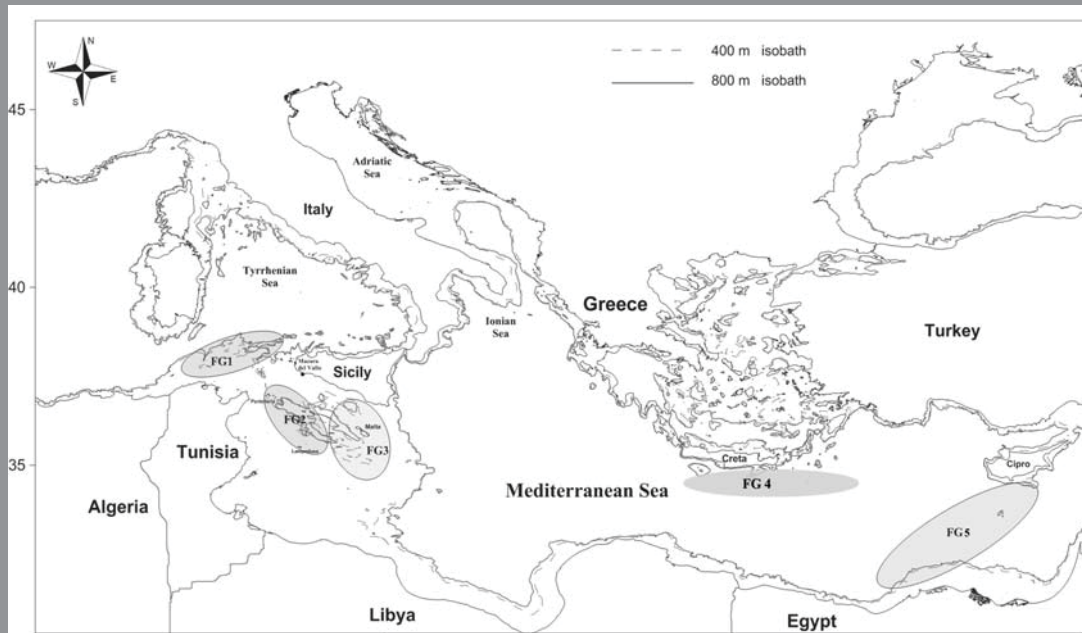 N
W
E
S
400 m isobath
800 m isobath
45
40
35
Adriatic
Sea
Italy
Tyrrhenian
Sea
Ionian
Sea
Greece
Turkey
FG1
Mazara
del Vallo
Sicily
Pantelleria
FG2
Malta
Lampedusa
FG3
Tunisia
Creta
Cipro
FG 4
Mediterranean Sea
Algeria
FG5
Libya
Egypt